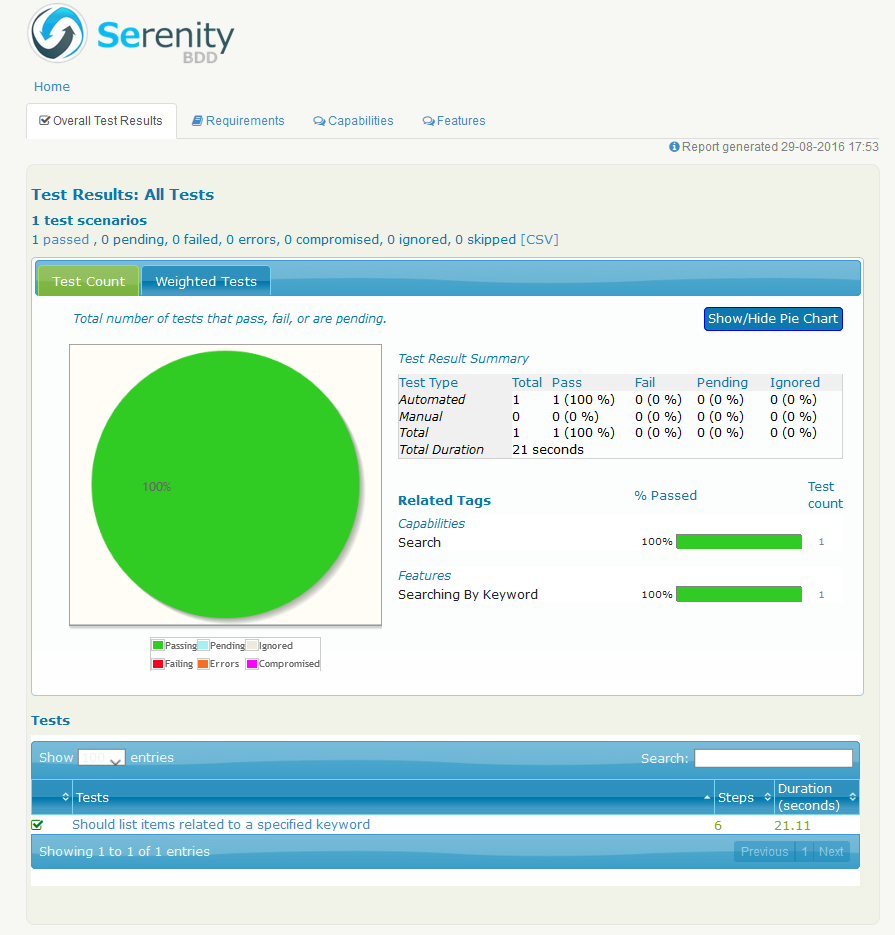 Serenity
BDD
Home
Overall Test Results Requirements Capabilities Features
Report generated 29-08-2016 17:53
Test Results: All Tests
1 test scenarios
1 passed , 0 pending, 0 failed, 0 errors, 0 compromised, 0 ignored, 0 skipped [CSV]
Test Count Weighted Tests
Total number of tests that pass, fail, or are pending.
Show/Hide Pie Chart
Test Result Summary
Test Type Total Pass Fail Pending Ignored
Automated 1 1 (100 %) 0 (0 %) 0 (0 %) 0 (0 %)
Manual 0 0 (0 %) 0 (0 %) 0 (0 %) 0 (0 %)
Total 1 1 (100 %) 0 (0 %) 0 (0 %) 0 (0 %)
Total Duration 21 seconds
100%
Related Tags % Passed Test count
Capabilities
Search 100% 1
Features
Searching By Keyword 100% 1
Passing Pending Ignored
Failing Errors Compromised
Tests
Show 100 entries Search:
Tests Steps Duration (seconds)
Should list items related to a specified keyword 6 21.11
Showing 1 to 1 of 1 entries Previous 1 Next